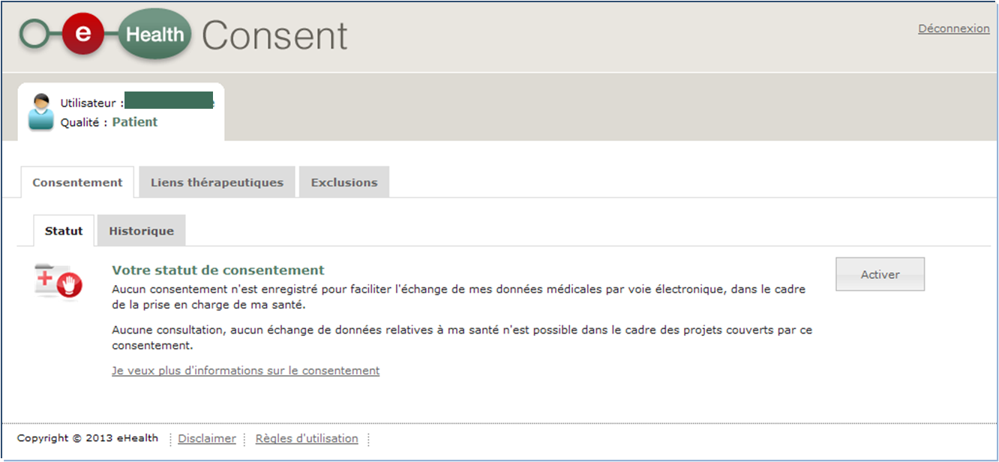 e Health Consent
Déconnexion
Utilisateur :
Qualité : Patient
Consentement Liens thérapeutiques Exclusions
Statut Historique
Votre statut de consentement
Activer
Aucun consentement n'est enregistré pour faciliter l'échange de mes données médicales par voie électronique, dans le cadre
de la prise en charge de ma santé.
Aucune consultation, aucun échange de données relatives à ma santé n'est possible dans le cadre des projets couverts par ce
consentement.
Je veux plus d'informations sur le consentement
Copyright © 2013 eHealth Disclaimer Règles d'utilisation